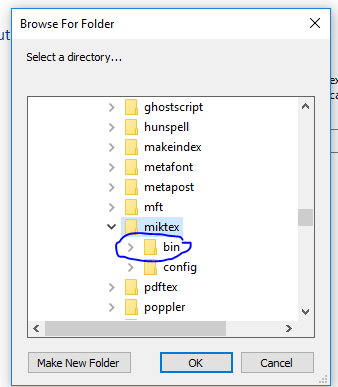 Browse For Folder
ut
Select a directory...
ghostscript
hunspell
makeindex
metafont
metapost
mft
miktex
bin
config
pdftex
poppler
Make New Folder
OK
Cancel